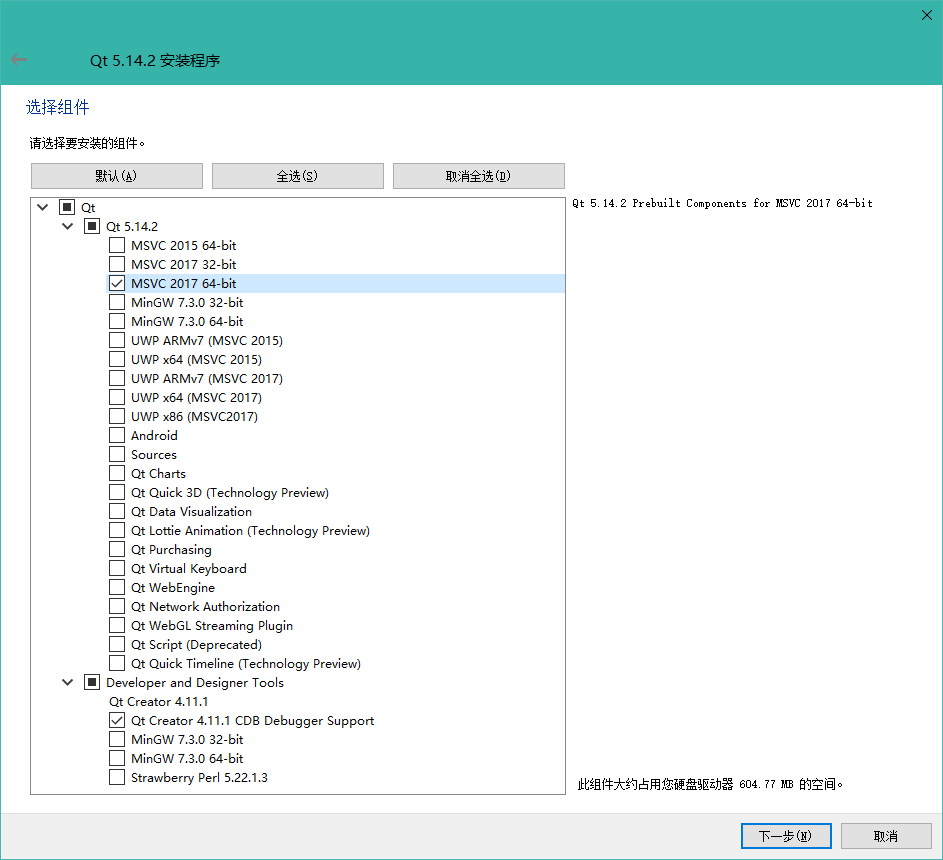 Qt 5.14.2 安装程序
选择组件
请选择要安装的组件。
默认(A)
全选(S)
取消全选(D)
Qt
Qt 5.14.2
MSVC 2015 64-bit
MSVC 2017 32-bit
MSVC 2017 64-bit
MinGW 7.3.0 32-bit
MinGW 7.3.0 64-bit
UWP ARMv7 (MSVC 2015)
UWP x64 (MSVC 2015)
UWP ARMv7 (MSVC 2017)
UWP x64 (MSVC 2017)
UWP x86 (MSVC2017)
Android
Sources
Qt Charts
Qt Quick 3D (Technology Preview)
Qt Data Visualization
Qt Lottie Animation (Technology Preview)
Qt Purchasing
Qt Virtual Keyboard
Qt WebEngine
Qt Network Authorization
Qt WebGL Streaming Plugin
Qt Script (Deprecated)
Qt Quick Timeline (Technology Preview)
Developer and Designer Tools
Qt Creator 4.11.1
Qt Creator 4.11.1 CDB Debugger Support
MinGW 7.3.0 32-bit
MinGW 7.3.0 64-bit
Strawberry Perl 5.22.1.3
Qt 5.14.2 Prebuilt Components for MSVC 2017 64-bit
此组件大约占用您硬盘驱动器 604.77 MB 的空间。
下一步(N)
取消